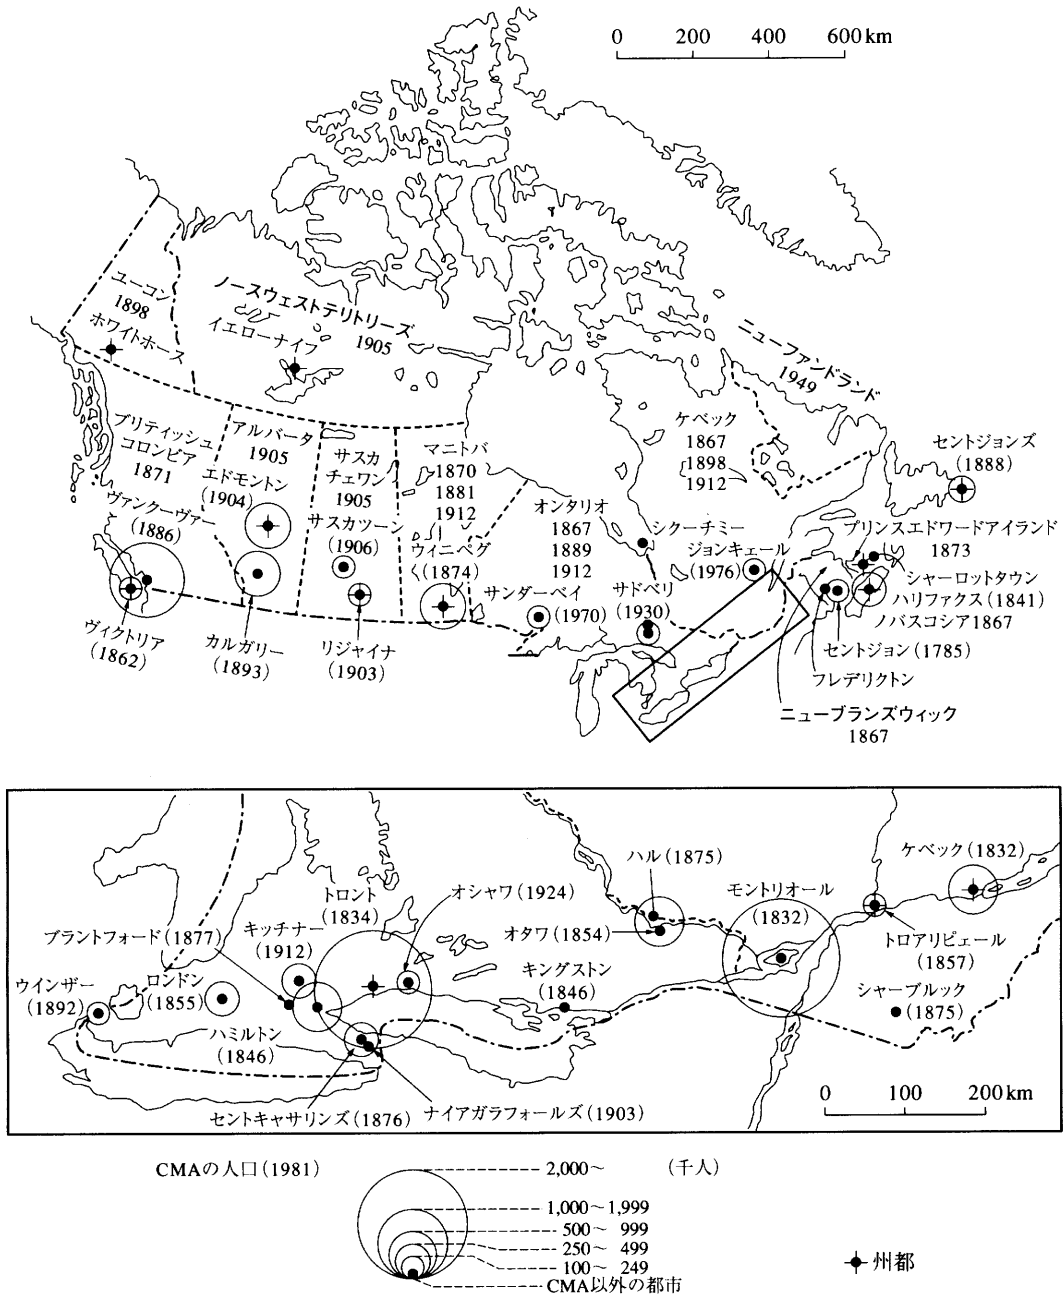 0 200 400 600 km
ユーコン
1898
ホワイトホース
ノースウェストテリトリーズ
1905
イエローナイフ
ニューファンドランド
1949
ブリティッシュ
コロンビア
1871
アルバータ
1905
エドモントン
(1904)
サスカ
チェワン
1905
サスカツーン
(1906)
マニトバ
1870
1881
1912
ウィニペグ
(1874)
オンタリオ
1867
1889
1912
ケベック
1867
1898
1912
セントジョンズ
(1888)
ヴァンクーヴァー
(1886)
ヴィクトリア
(1862)
カルガリー
(1893)
リジャイナ
(1903)
サンダーベイ
(1970)
サドベリ
(1930)
シクーチミー
ジョンキェール
(1976)
プリンスエドワードアイランド
1873
シャーロットタウン
ハリファクス(1841)
ノバスコシア1867
セントジョン(1785)
フレデリクトン
ニューブランズウィック
1867
ハル(1875)
ケベック(1832)
モントリオール
(1832)
トロント
(1834)
オシャワ(1924)
キッチナー
(1912)
ブラントフォード(1877)
オタワ(1854)
トロアリビェール
(1857)
キングストン
(1846)
シャーブルック
(1875)
ウインザー
(1892)
ロンドン
(1855)
ハミルトン
(1846)
セントキャサリンズ(1876)
ナイアガラフォールズ(1903)
0 100 200 km
CMAの人口(1981)
2,000～ (千人)
1,000～1,999
500～ 999
250～ 499
100～ 249
CMA以外の都市
州都